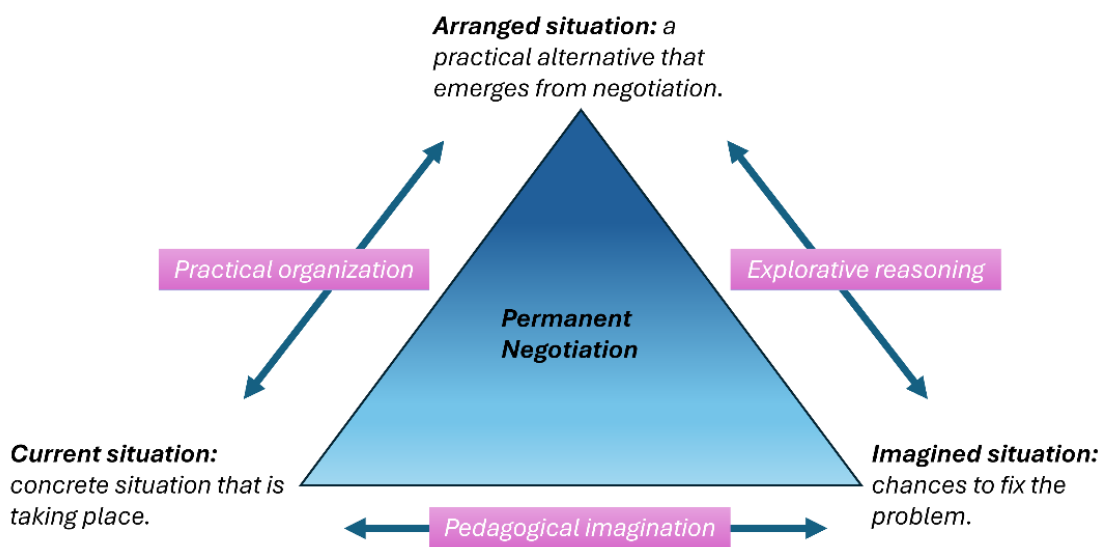 Arranged situation: a
practical alternative that
emerges from negotiation.
Practical organization
Explorative reasoning
Permanent
Negotiation
Current situation:
concrete situation that is
taking place.
Imagined situation:
chances to fix the
problem.
Pedagogical imagination